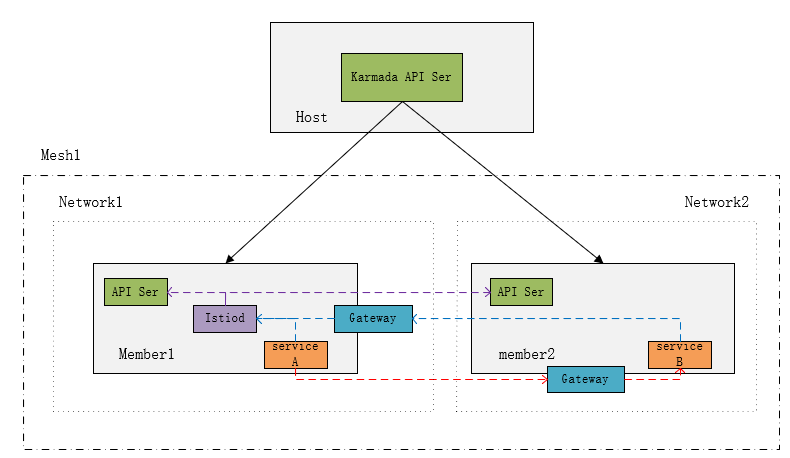 Karmada API Ser
Host
Mesh1
Network1
Network2
API Ser
API Ser
Istiod
Gateway
Member1
service
A
member2
service
B
Gateway